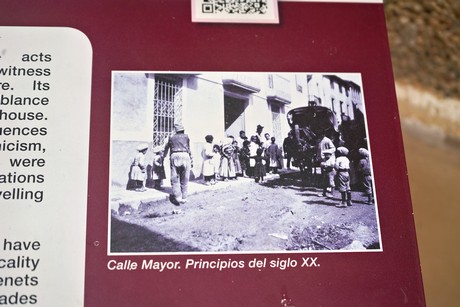 acts
witness
re. Its
blance
house.
uences
nicism,
were
ations
velling
have
cality
enets
ades
Calle Mayor. Principios del siglo XX.